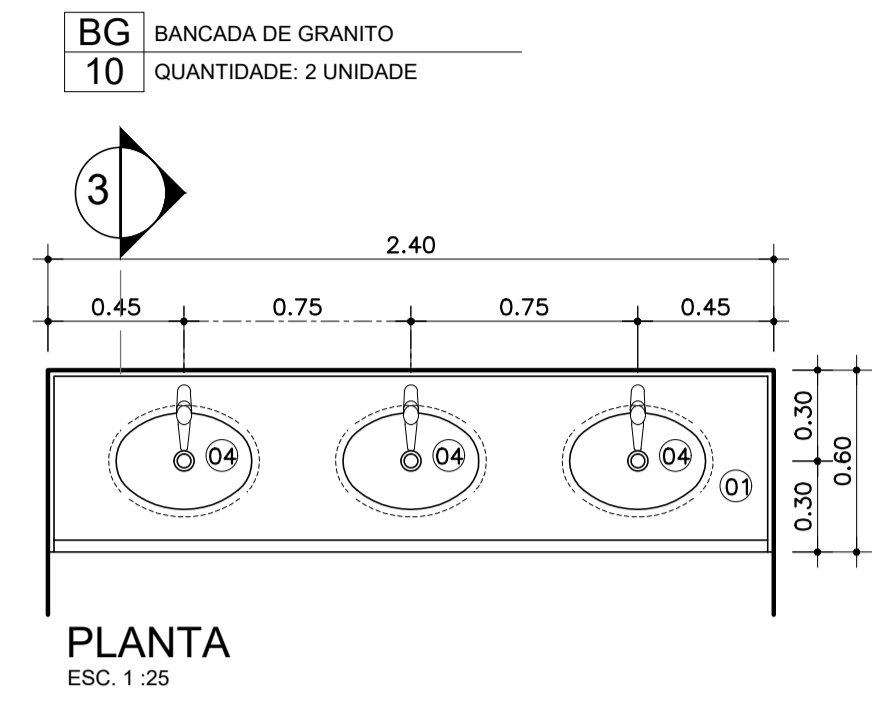 BG BANCADA DE GRANITO
10 QUANTIDADE: 2 UNIDADE
3
2.40
0.45 0.75 0.75 0.45
04 04 04
01
0.30
0.30
0.60
PLANTA
ESC. 1 :25